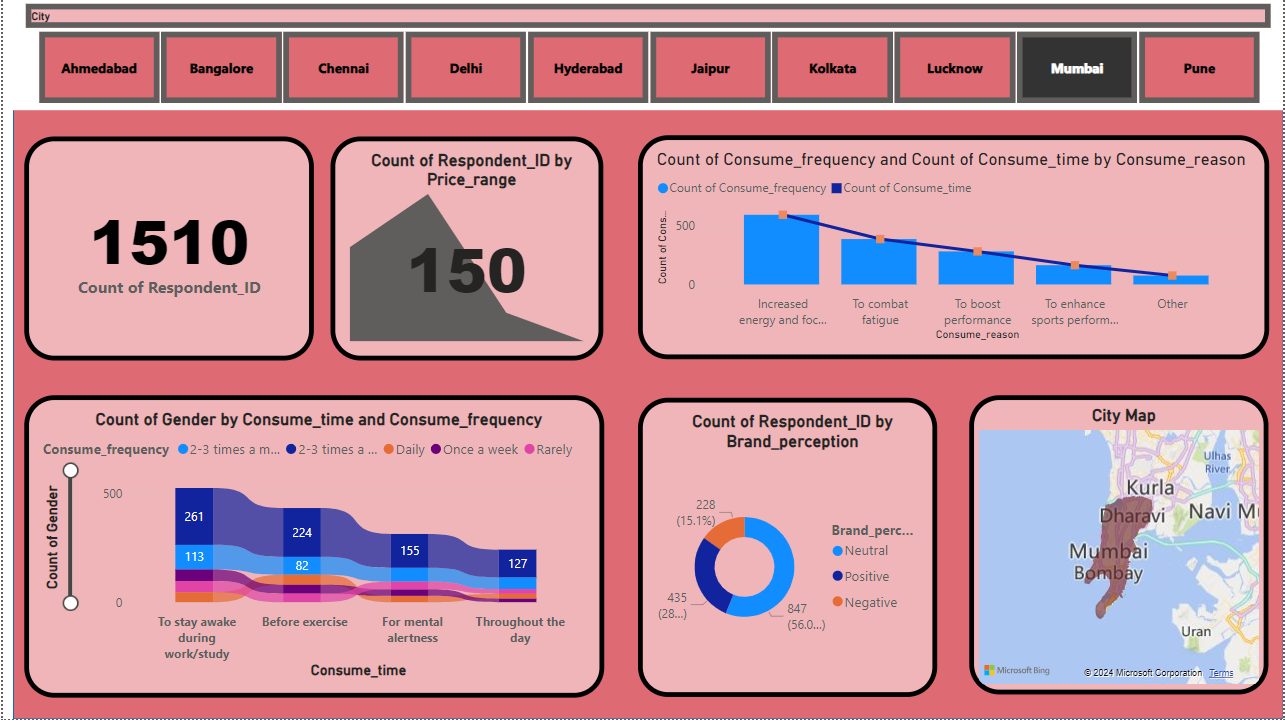 City
Ahmedabad
Bangalore
Chennai
Delhi
Hyderabad
Jaipur
Kolkata
Lucknow
Mumbai
Pune
1510
Count of Respondent_ID
Count of Respondent_ID by
Price_range
150
Count of Consume_frequency and Count of Consume_time by Consume_reason
Count of Consume_frequency
Count of Consume_time
Count of Cons...
500
0
Increased
energy and foc...
To combat
fatigue
To boost
performance
To enhance
sports perform...
Other
Consume_reason
Count of Gender by Consume_time and Consume_frequency
Consume_frequency
2-3 times a m...
2-3 times a ...
Daily
Once a week
Rarely
Count of Gender
500
0
261
113
224
82
155
127
To stay awake
during
work/study
Before exercise
For mental
alertness
Throughout the
day
Consume_time
Count of Respondent_ID by
Brand_perception
228
(15.1%)
435
(28...)
847
(56.0...)
Brand_perc...
Neutral
Positive
Negative
City Map
Ulhas
River
Kurla
Dharavi
Navi Mu
Mumbai
Bombay
Uran
Microsoft Bing
© 2024 Microsoft Corporation
Terms